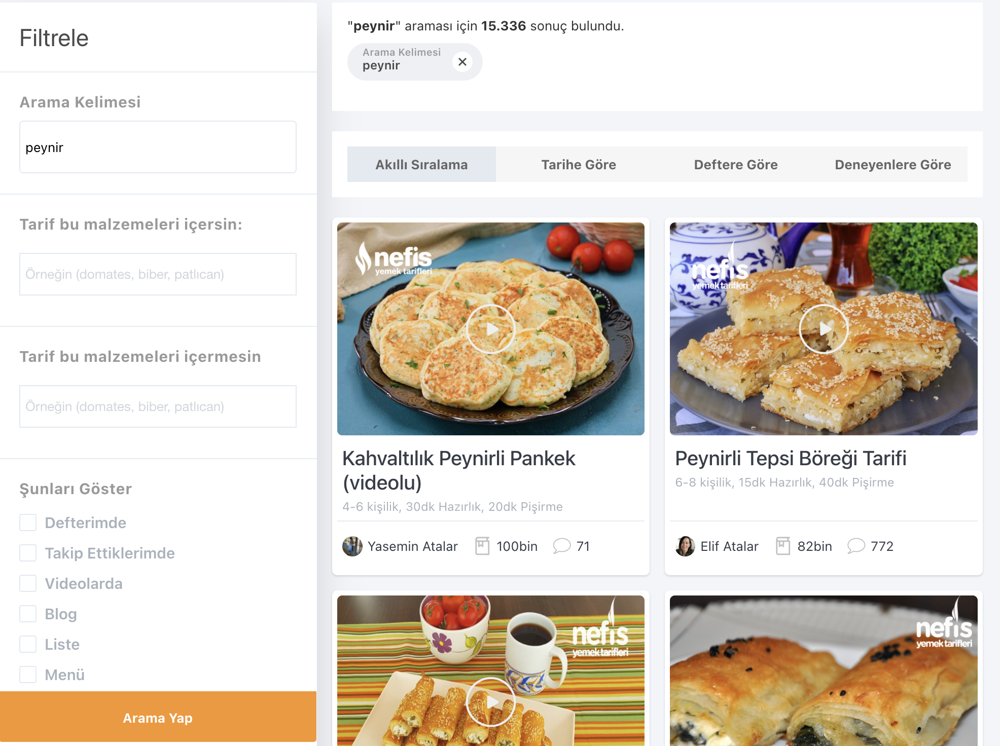 Filtrele
Arama Kelimesi
peynir
Tarif bu malzemeleri içersin:
Örneğin (domates, biber, patlıcan)
Tarif bu malzemeleri içermesin
Örneğin (domates, biber, patlıcan)
Şunları Göster
Defterimde
Takip Ettiklerimde
Videolarda
Blog
Liste
Menü
Arama Yap
"peynir" araması için 15.336 sonuç bulundu.
Arama Kelimesi
peynir
Akıllı Sıralama Tarihe Göre Deftere Göre Deneyenlere Göre
nefis
yemek tarifleri
Kahvaltılık Peynirli Pankek
(videolu)
4-6 kişilik, 30dk Hazırlık, 20dk Pişirme
Yasemin Atalar 100bin 71
nefis
yemek tarifleri
Peynirli Tepsi Böreği Tarifi
6-8 kişilik, 15dk Hazırlık, 40dk Pişirme
Elif Atalar 82bin 772
nefis
yemek tarifleri
nefis
yemek tarifleri